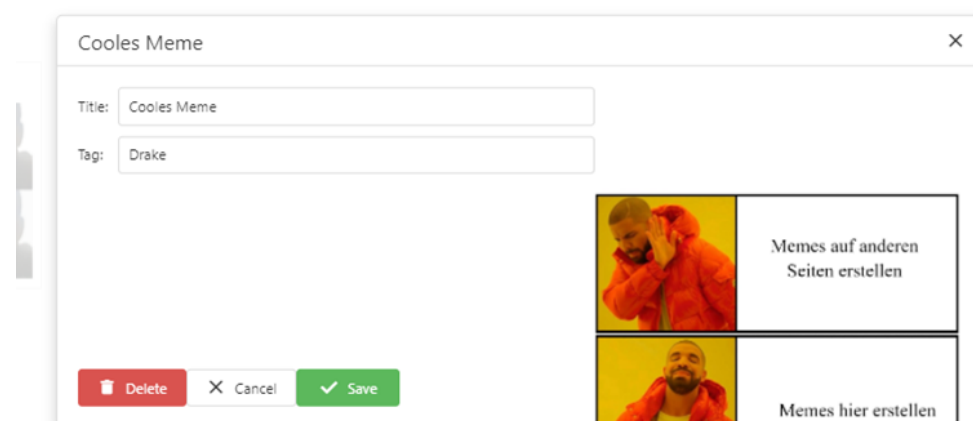 Cooles Meme
Title: Cooles Meme
Tag: Drake
Memes auf anderen
Seiten erstellen
Delete Cancel Save
Memes hier erstellen